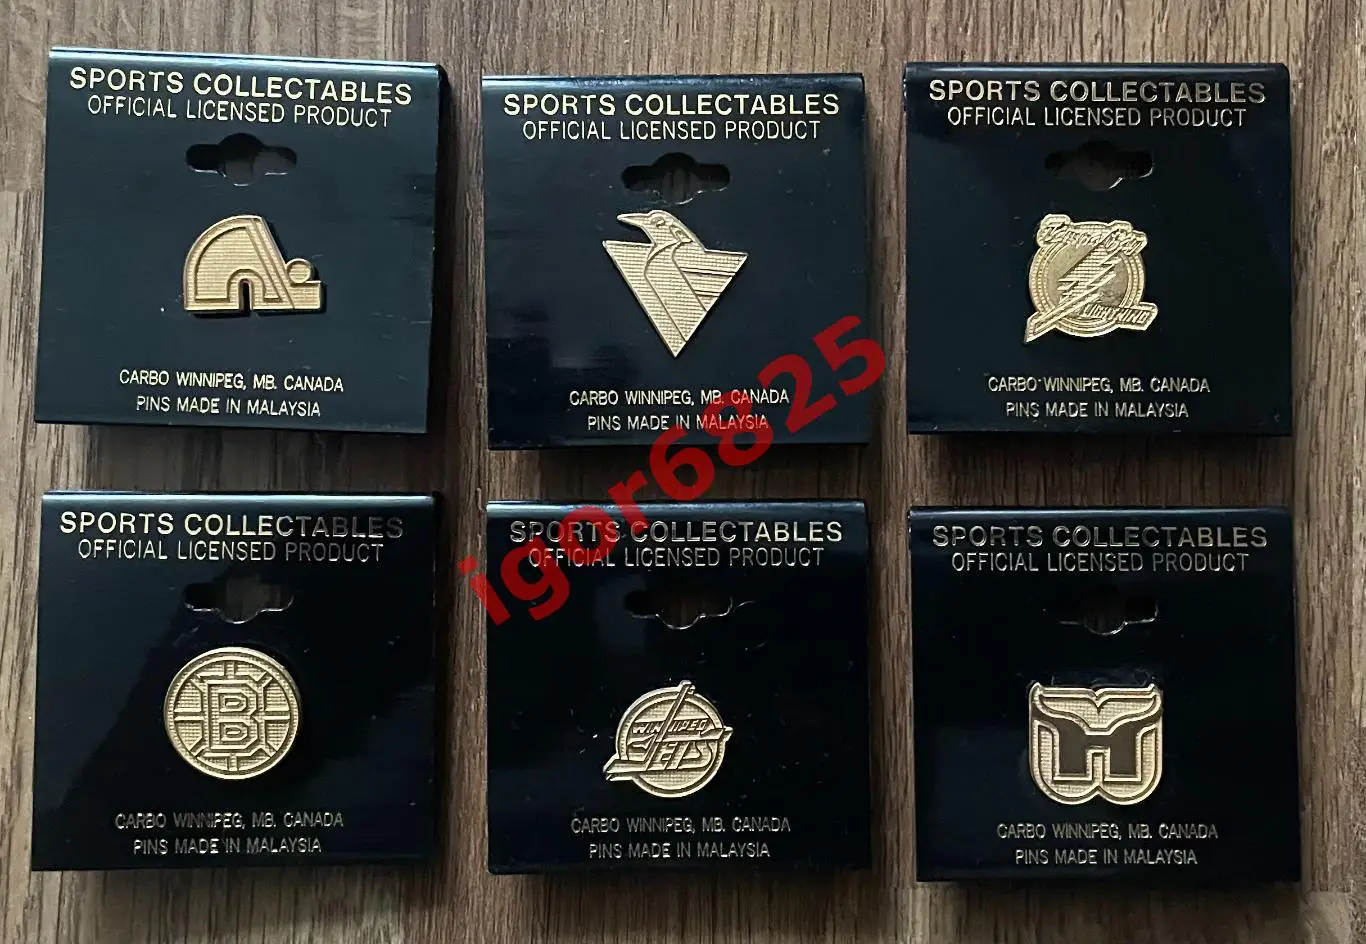 SPORTS COLLECTABLES
OFFICIAL LICENSED PRODUCT
CARBO WINNIPEG, MB. CANADA
PINS MADE IN MALAYSIA
SPORTS COLLECTABLES
OFFICIAL LICENSED PRODUCT
CARBO WINNIPEG, MB. CANADA
PINS MADE IN MALAYSIA
SPORTS COLLECTABLES
OFFICIAL LICENSED PRODUCT
Tampa Bay
LIGHTNING
CARBO WINNIPEG, MB. CANADA
PINS MADE IN MALAYSIA
igor6825
SPORTS COLLECTABLES
OFFICIAL LICENSED PRODUCT
B
CARBO WINNIPEG, MB. CANADA
PINS MADE IN MALAYSIA
SPORTS COLLECTABLES
OFFICIAL LICENSED PRODUCT
WINNIPEG
JETS
CARBO WINNIPEG, MB. CANADA
PINS MADE IN MALAYSIA
SPORTS COLLECTABLES
OFFICIAL LICENSED PRODUCT
H
CARBO WINNIPEG, MB. CANADA
PINS MADE IN MALAYSIA